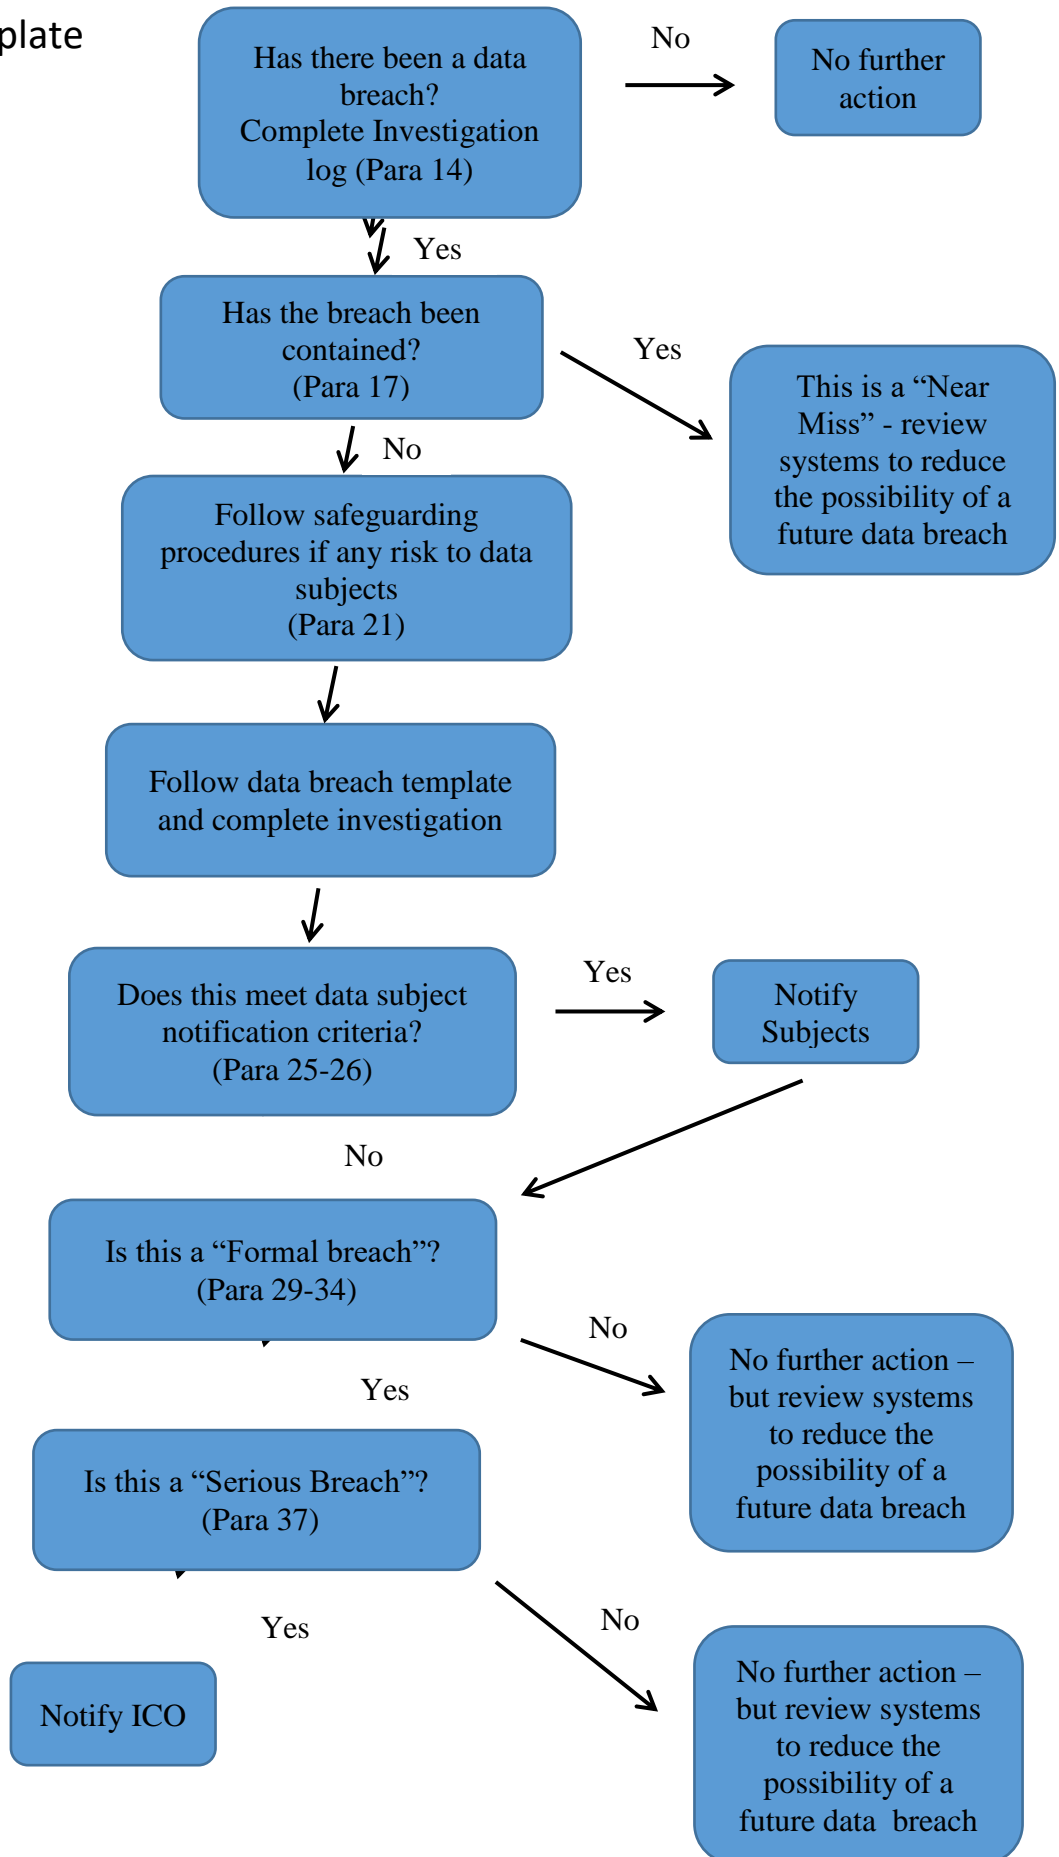 plate
Has there been a data
breach?
Complete Investigation
log (Para 14)
No
No further
action
Yes
Has the breach been
contained?
(Para 17)
Yes
This is a “Near
Miss” - review
systems to reduce
the possibility of a
future data breach
No
Follow safeguarding
procedures if any risk to data
subjects
(Para 21)
Follow data breach template
and complete investigation
Does this meet data subject
notification criteria?
(Para 25-26)
Yes
Notify
Subjects
No
Is this a “Formal breach”?
(Para 29-34)
No
No further action –
but review systems
to reduce the
possibility of a
future data breach
Yes
Is this a “Serious Breach”?
(Para 37)
No
No further action –
but review systems
to reduce the
possibility of a
future data  breach
Yes
Notify ICO